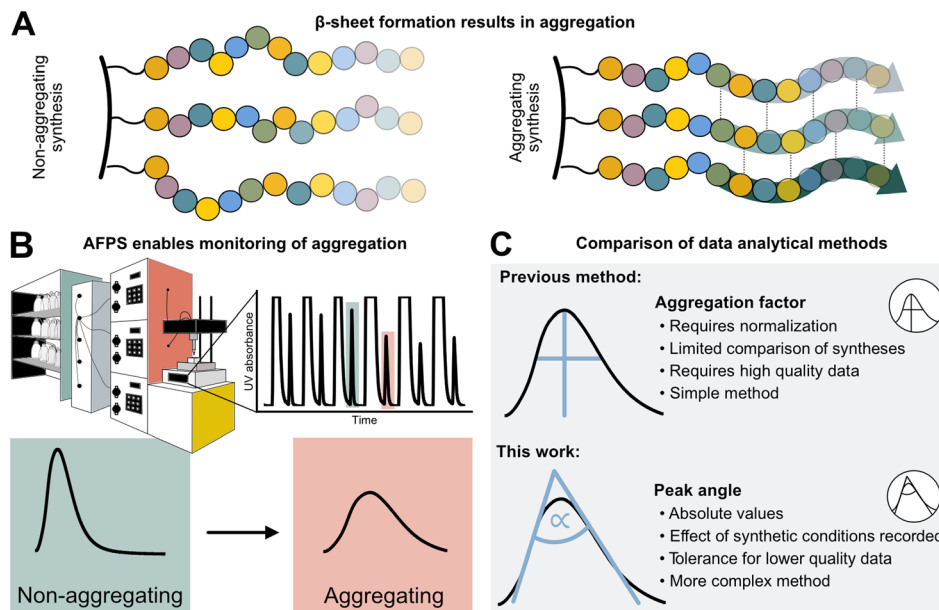 A
β-sheet formation results in aggregation
Non-aggregating
synthesis
Aggregating
synthesis
B
AFPS enables monitoring of aggregation
UV absorbance
Time
Non-aggregating
Aggregating
C
Comparison of data analytical methods
Previous method:
Aggregation factor
• Requires normalization
• Limited comparison of syntheses
• Requires high quality data
• Simple method
This work:
∝
Peak angle
• Absolute values
• Effect of synthetic conditions recorded
• Tolerance for lower quality data
• More complex method